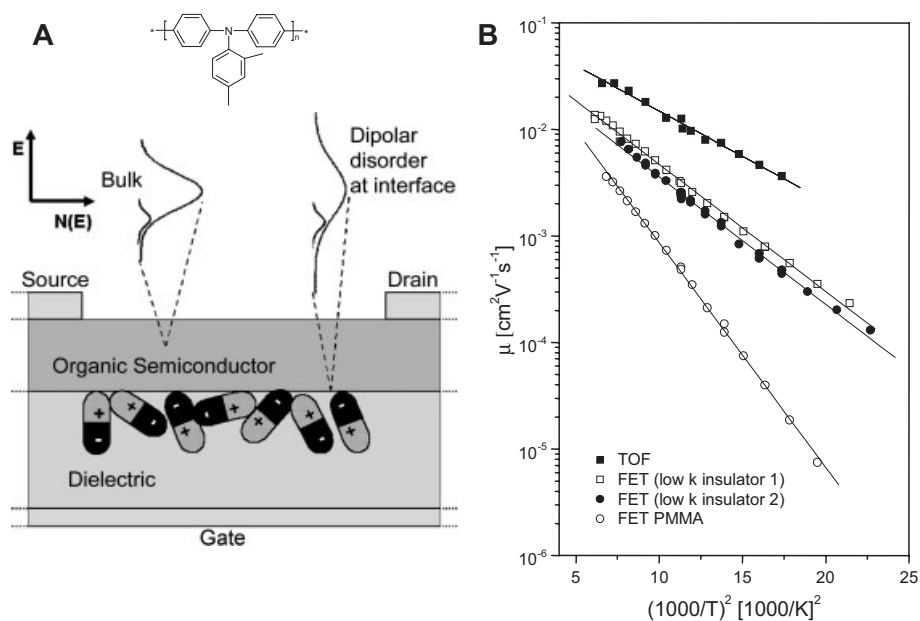 A
* N n *
E
N(E)
Bulk
Dipolar
disorder
at interface
Source
Drain
Organic Semiconductor
+ - + - + - + - + - + - + -
Dielectric
Gate
B
10⁻¹
10⁻²
10⁻³
10⁻⁴
10⁻⁵
10⁻⁶
μ [cm²V⁻¹s⁻¹]
TOF
FET (low k insulator 1)
FET (low k insulator 2)
FET PMMA
5 10 15 20 25
(1000/T)² [1000/K]²